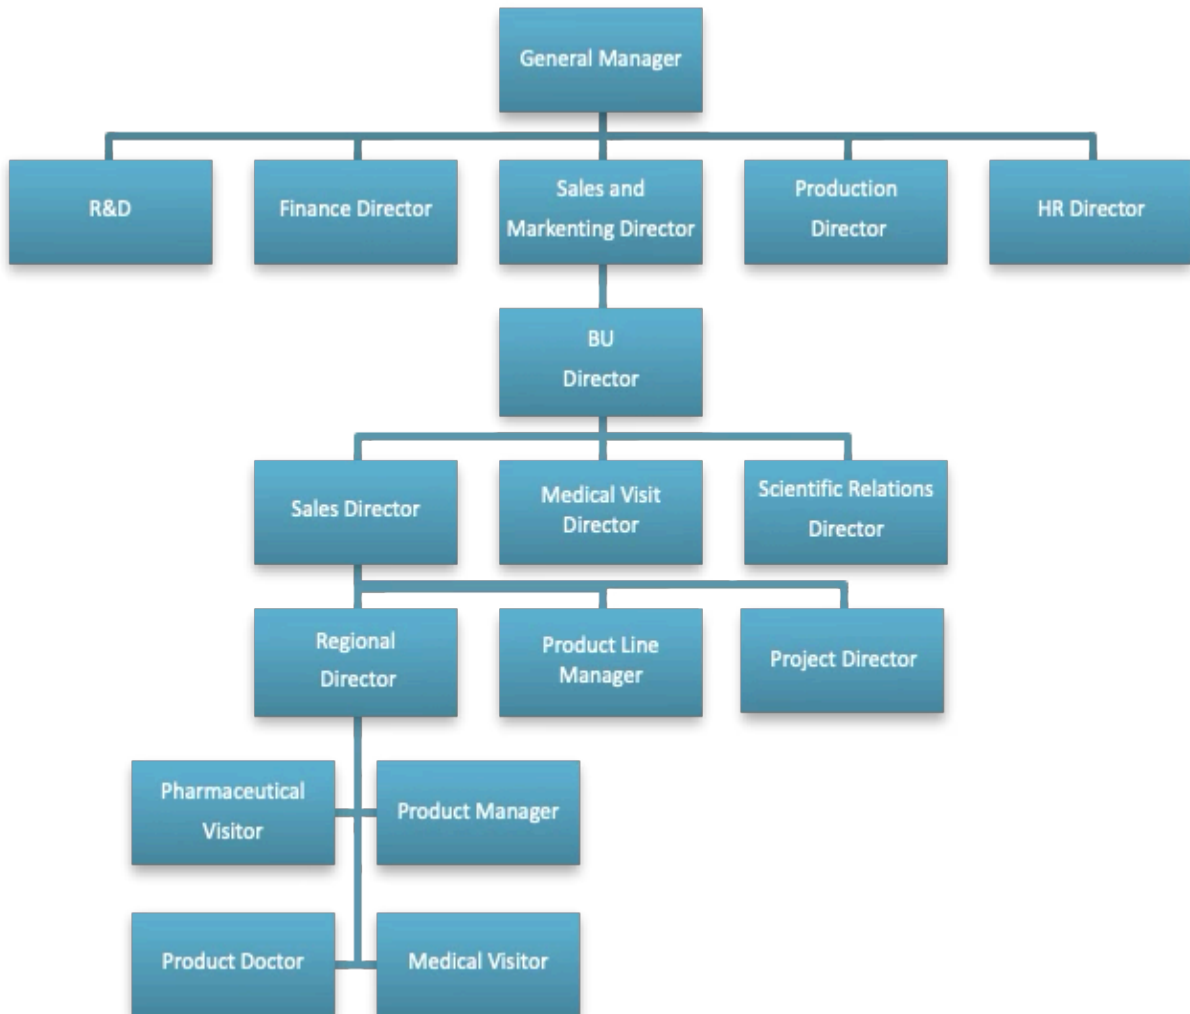 General Manager
R&D
Finance Director
Sales and
Markenting Director
Production
Director
HR Director
BU
Director
Sales Director
Medical Visit
Director
Scientific Relations
Director
Regional
Director
Product Line
Manager
Project Director
Pharmaceutical
Visitor
Product Manager
Product Doctor
Medical Visitor